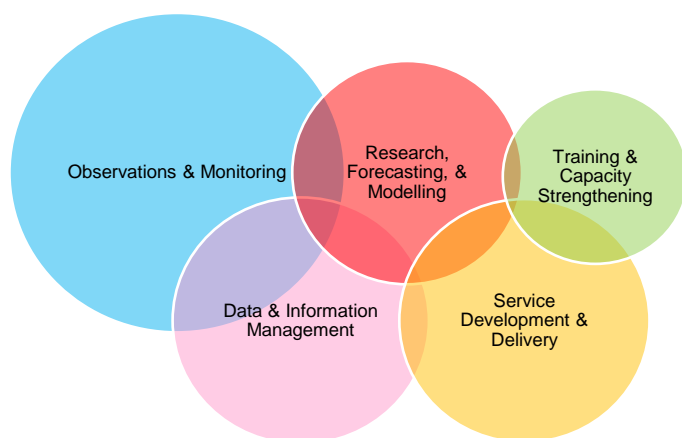 Observations & Monitoring
Research,
Forecasting, &
Modelling
Training &
Capacity
Strengthening
Data & Information
Management
Service
Development &
Delivery